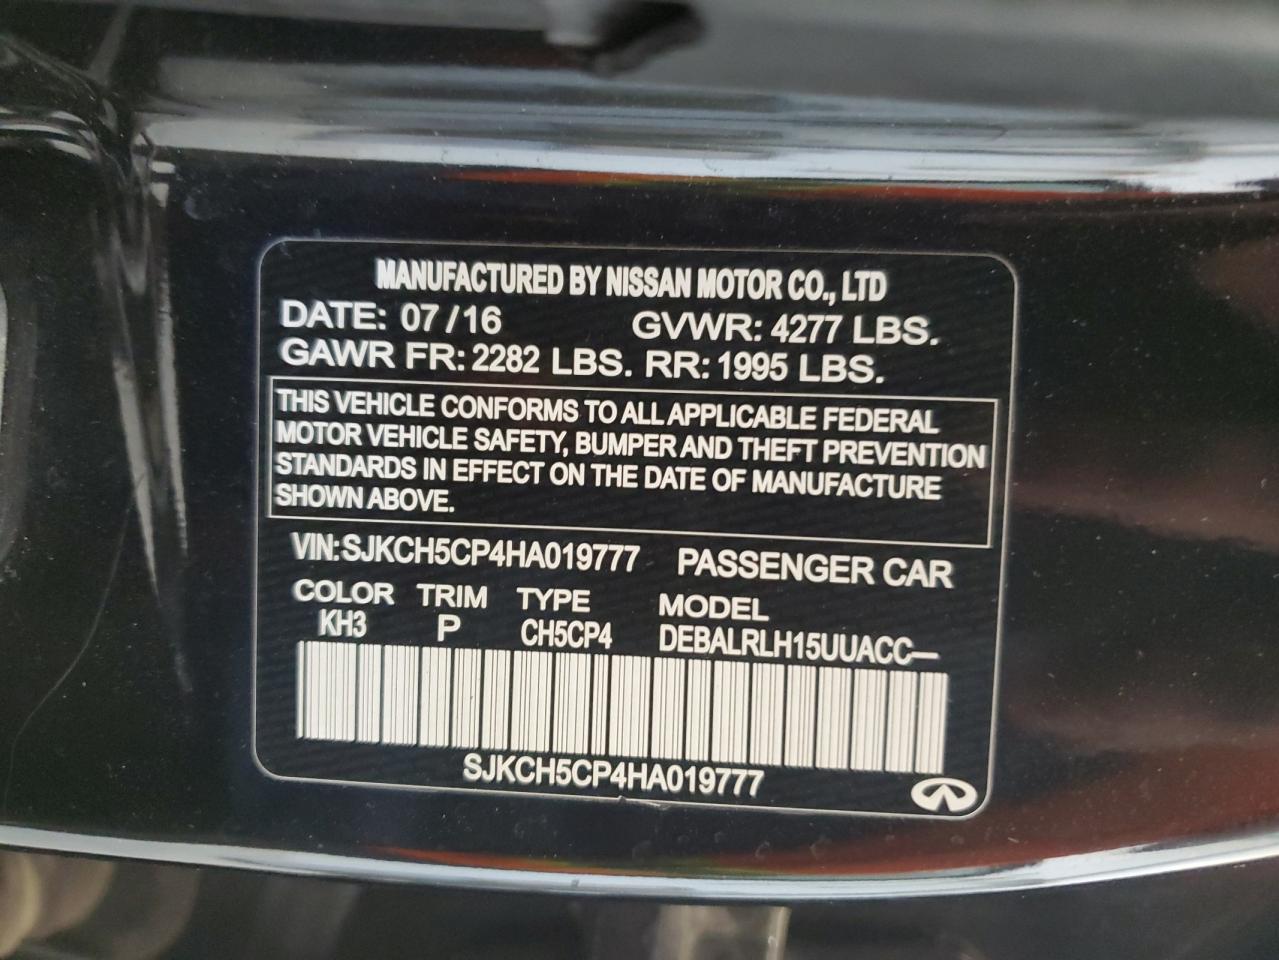 MANUFACTURED BY NISSAN MOTOR CO., LTD
DATE: 07 / 16 GVWR: 4277 LBS.
GAWR FR: 2282 LBS. RR: 1995 LBS.
THIS VEHICLE CONFORMS TO ALL APPLICABLE FEDERAL
MOTOR VEHICLE SAFETY, BUMPER AND THEFT PREVENTION
STANDARDS IN EFFECT ON THE DATE OF MANUFACTURE
SHOWN ABOVE.
VIN: SJKCH5CP4HA019777 PASSENGER CAR
COLOR TRIM TYPE MODEL
KH3 P CH5CP4 DEBALRLH15UUACC—
SJKCH5CP4HA019777